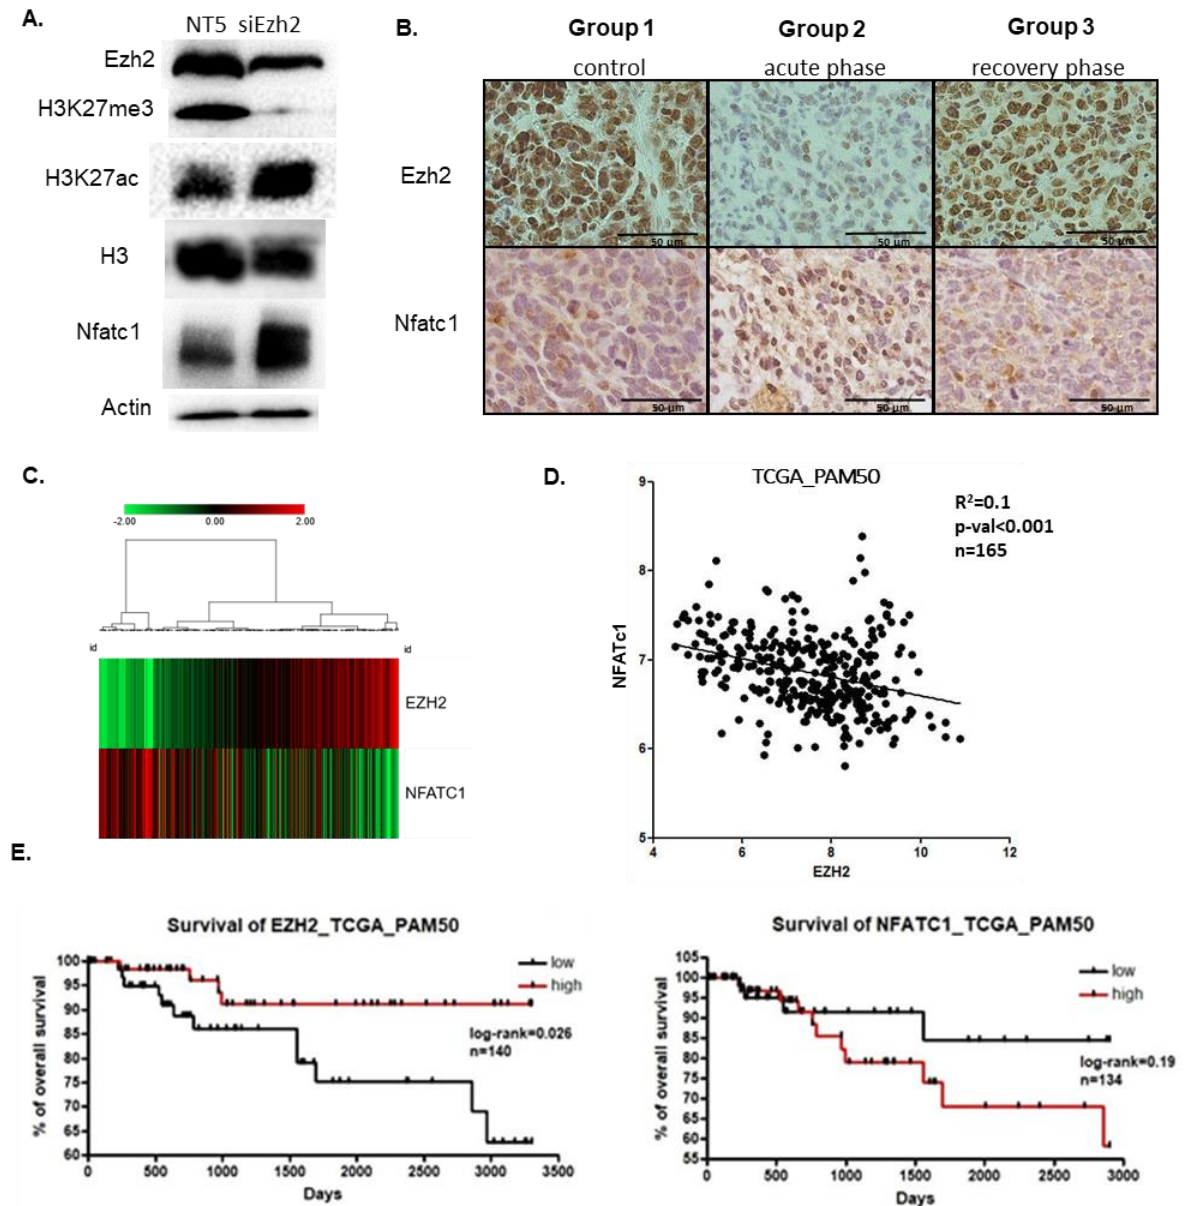 A.
NT5 siEzh2
Ezh2
H3K27me3
H3K27ac
H3
Nfatc1
Actin
B.
Group 1 Group 2 Group 3
control acute phase recovery phase
Ezh2
50 µm 50 µm 50 µm
Nfatc1
50 µm 50 µm 50 µm
C.
-2.00 0.00 2.00
id id
EZH2
NFATC1
D.
TCGA_PAM50
R²=0.1
p-val<0.001
n=165
NFATc1
9
8
7
6
5
4 6 8 10 12
EZH2
E.
Survival of EZH2_TCGA_PAM50
low
high
log-rank=0.026
n=140
% of overall survival
100
95
90
85
80
75
70
65
60
0 500 1000 1500 2000 2500 3000 3500
Days
Survival of NFATC1_TCGA_PAM50
low
high
log-rank=0.19
n=134
% of overall survival
105
100
95
90
85
80
75
70
65
60
55
0 500 1000 1500 2000 2500 3000
Days